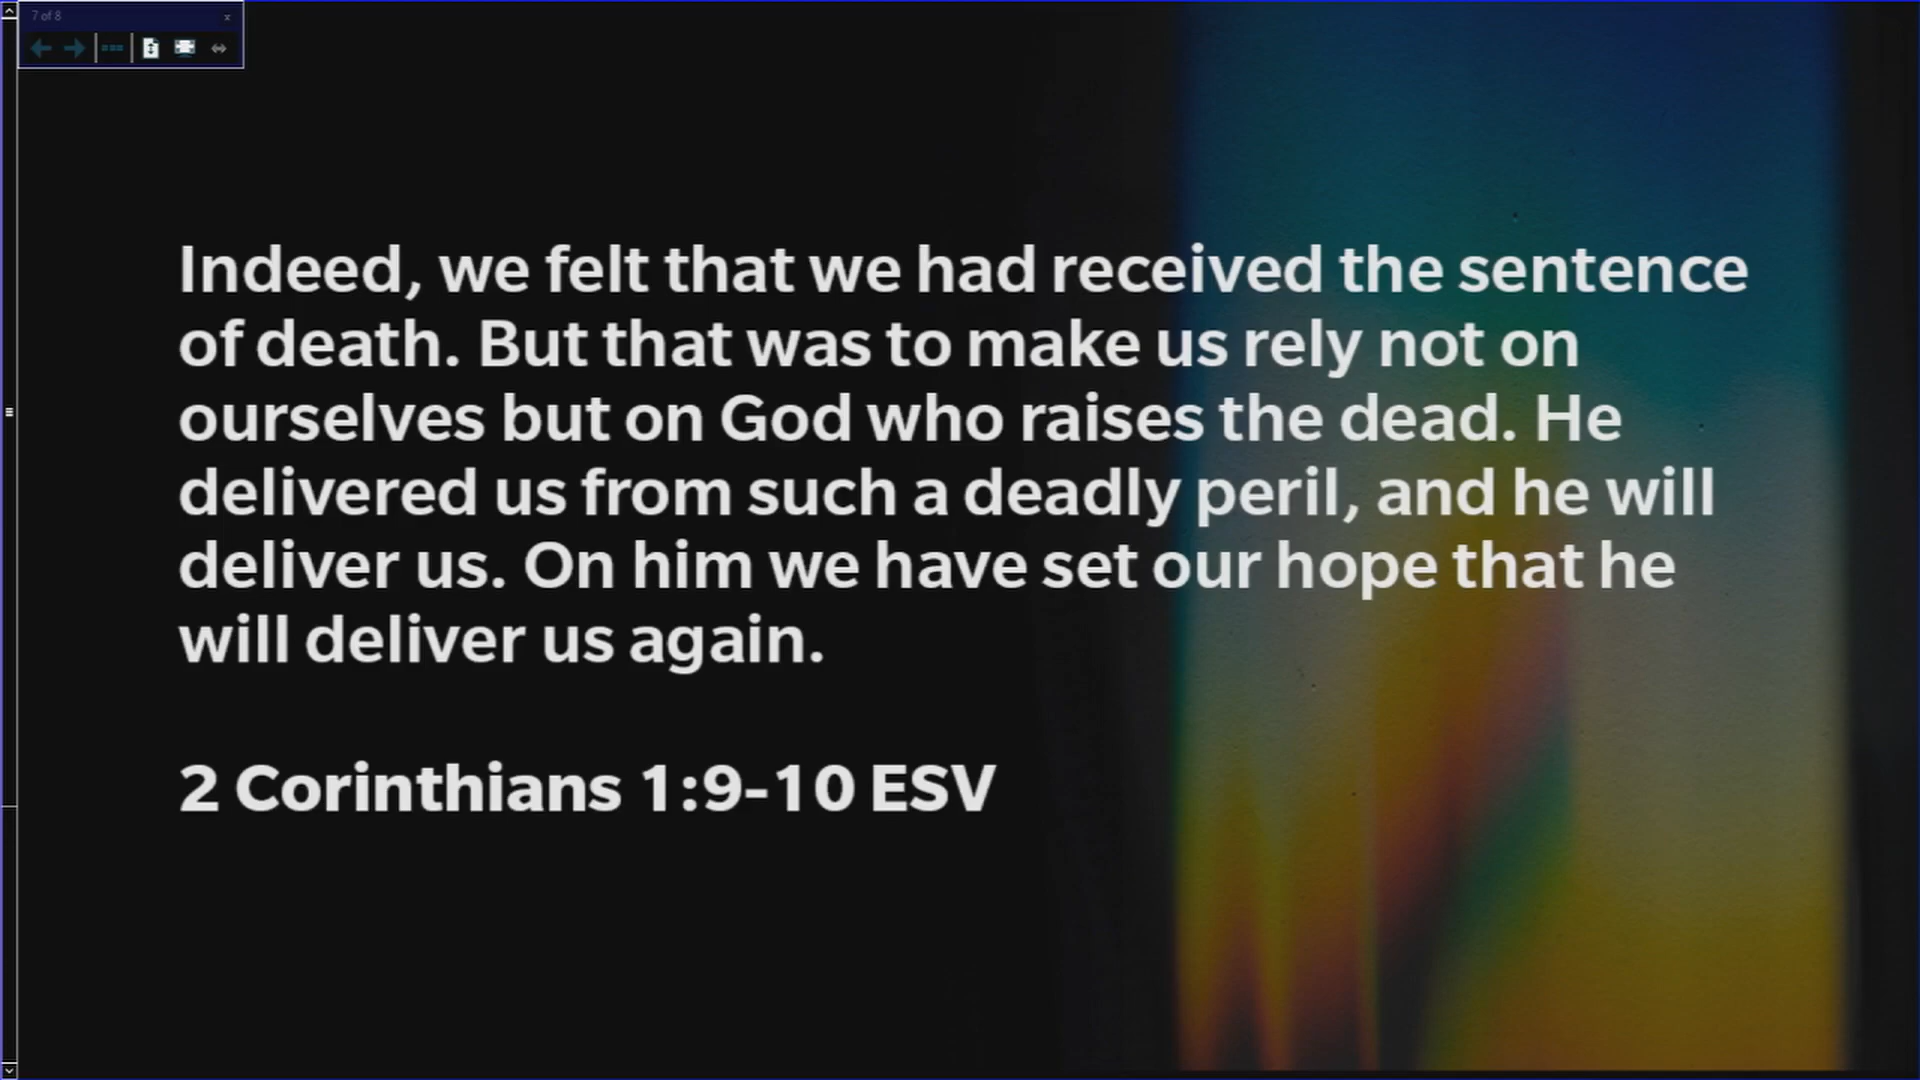 7 of 8
x
Indeed, we felt that we had received the sentence
of death. But that was to make us rely not on
ourselves but on God who raises the dead. He
delivered us from such a deadly peril, and he will
deliver us. On him we have set our hope that he
will deliver us again.
2 Corinthians 1:9-10 ESV